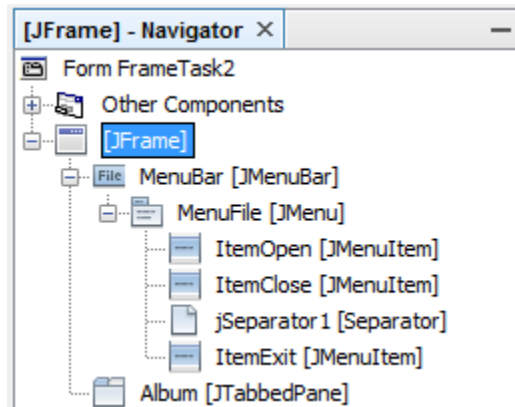 [JFrame] - Navigator ×
Form FrameTask2
Other Components
[JFrame]
File MenuBar [JMenuBar]
MenuFile [JMenu]
ItemOpen [JMenuItem]
ItemClose [JMenuItem]
jSeparator1 [Separator]
ItemExit [JMenuItem]
Album [JTabbedPane]